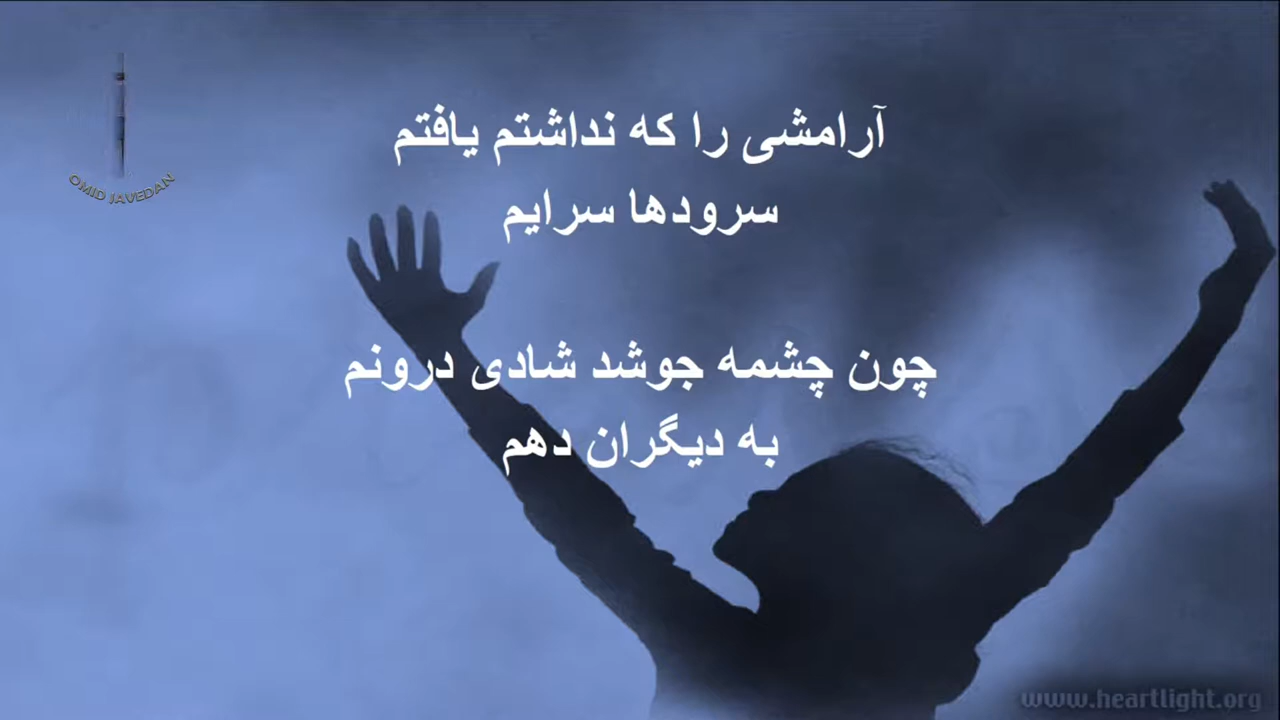 OMID JAVEDAN
آرامشی را که نداشتم یافتم
سرودها سرایم
چون چشمه جوشد شادی درونم
به دیگران دهم
www.heartlight.org